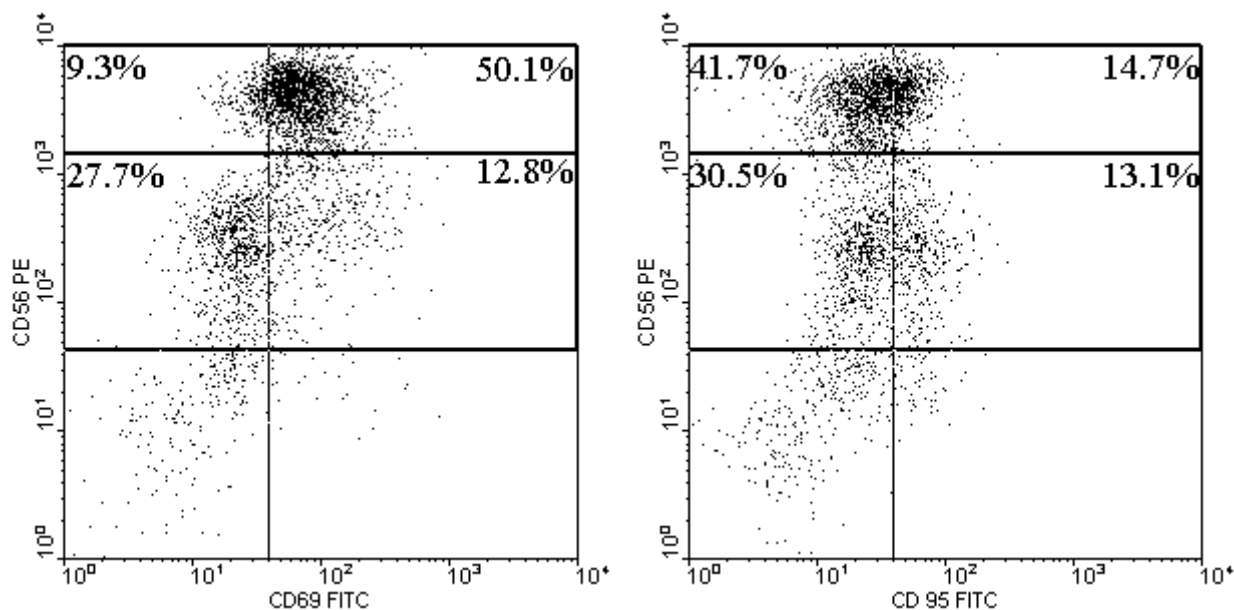 9.3% 50.1%
27.7% 12.8%
10⁰ 10¹ 10² 10³ 10⁴
CD56 PE
10⁰ 10¹ 10² 10³ 10⁴
CD69 FITC
41.7% 14.7%
30.5% 13.1%
10⁰ 10¹ 10² 10³ 10⁴
CD56 PE
10⁰ 10¹ 10² 10³ 10⁴
CD 95 FITC